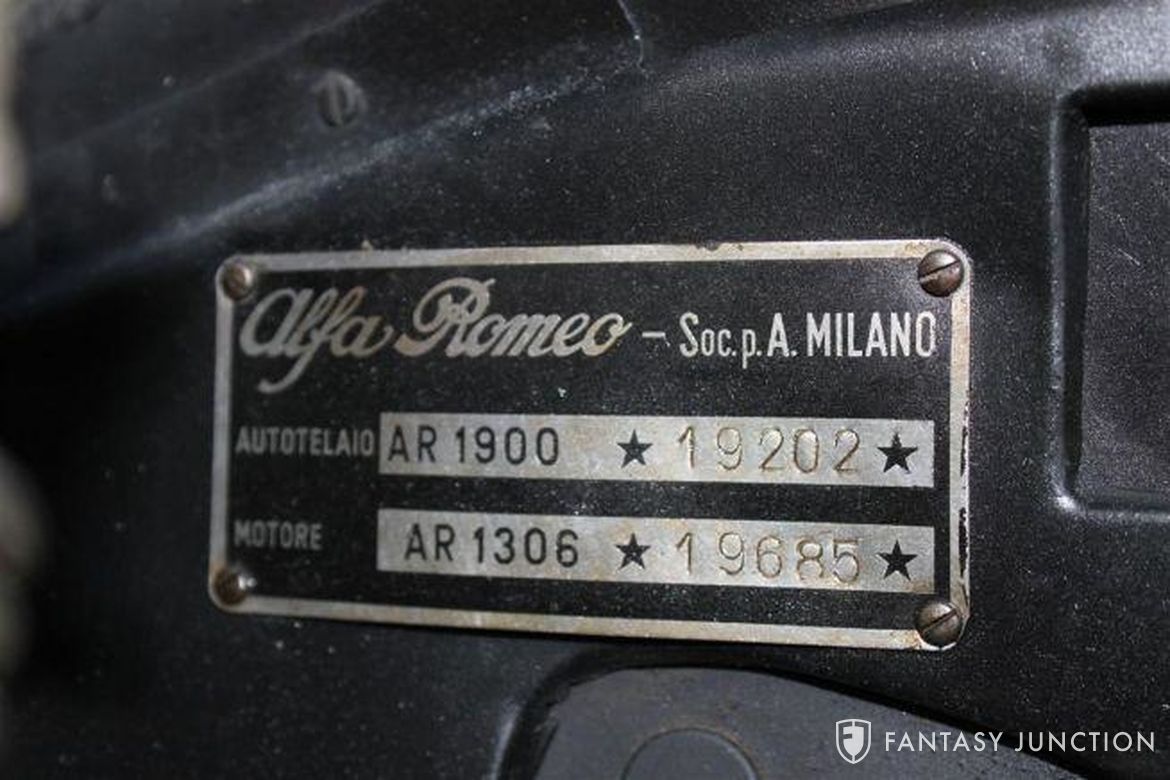 Alfa Romeo – Soc. p. A. MILANO
AUTOTELAIO AR 1900 ★ 19202 ★
MOTORE AR 1306 ★ 19685 ★
FANTASY JUNCTION